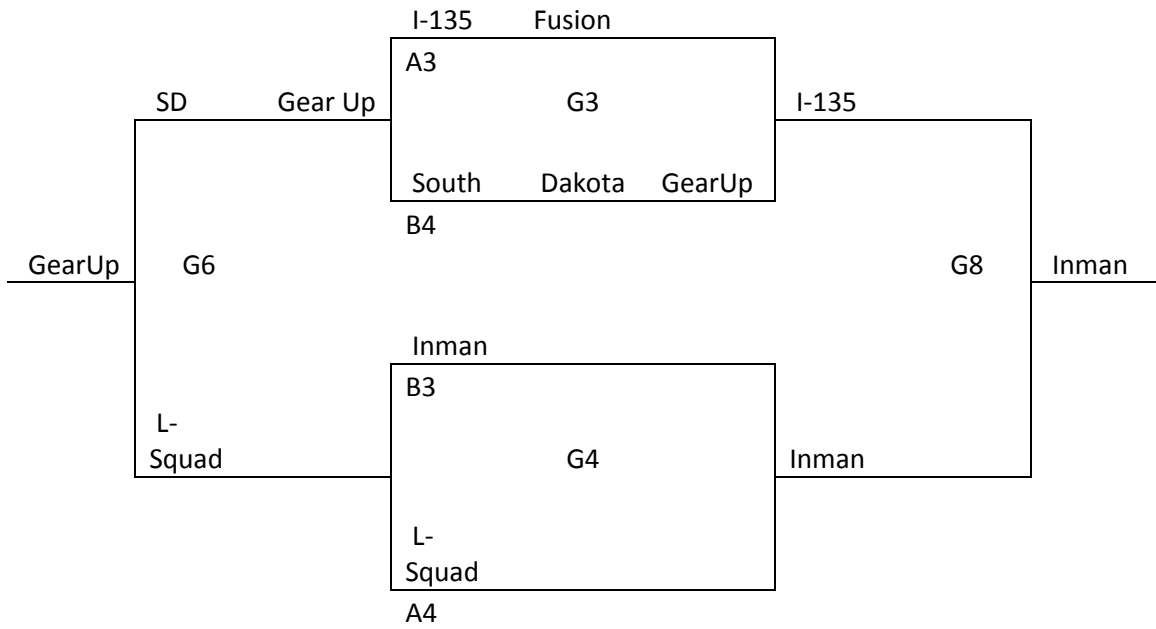 I-135 Fusion
A3
SD Gear Up G3 I-135
South Dakota GearUp
B4
GearUp G6 G8 Inman
Inman
B3
L-
Squad G4 Inman
L-
Squad
A4